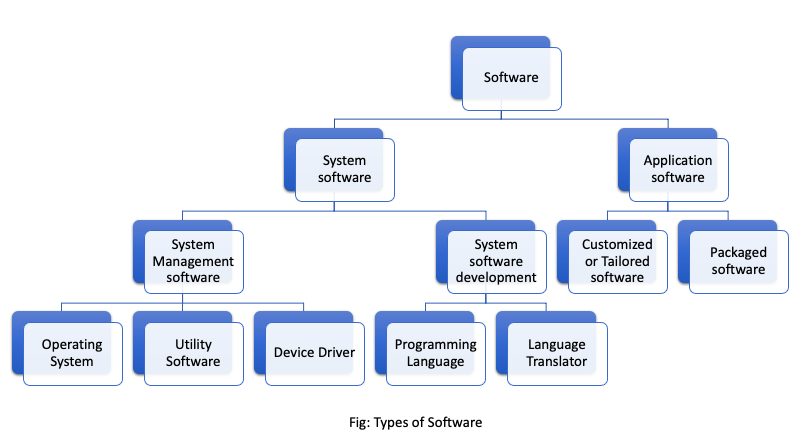 Software
System
software
Application
software
System
Management
software
System
software
development
Customized
or Tailored
software
Packaged
software
Operating
System
Utility
Software
Device Driver
Programming
Language
Language
Translator
Fig: Types of Software